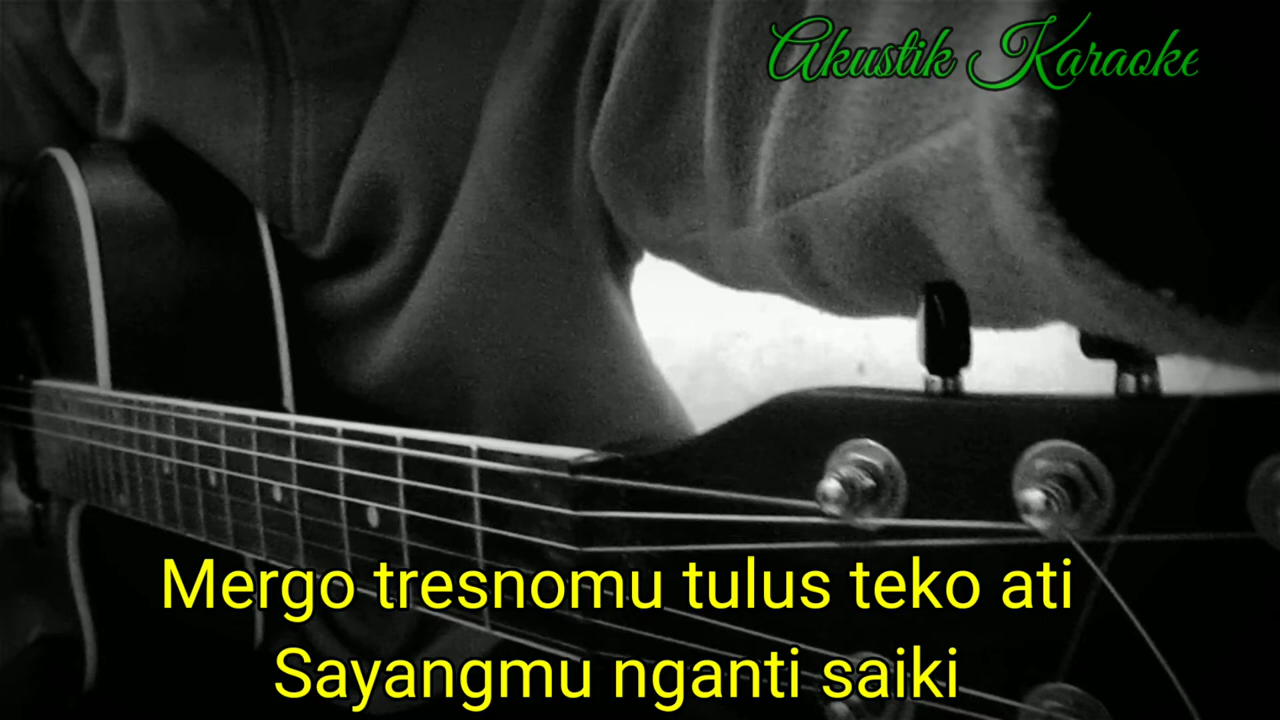 Akustik Karaoke
Mergo tresnomu tulus teko ati
Sayangmu nganti saiki